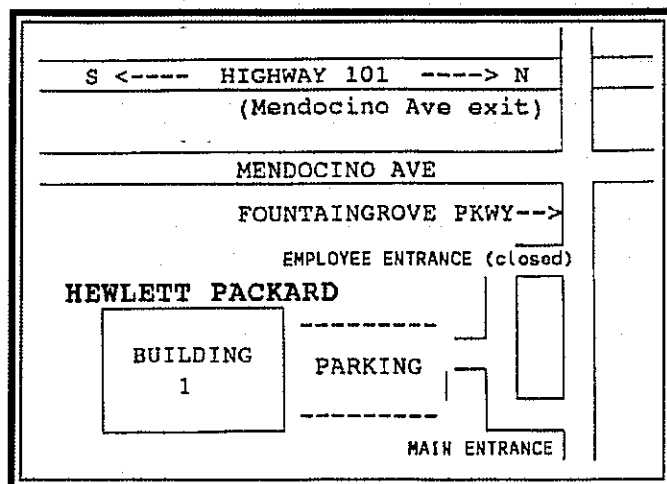 S <---- HIGHWAY 101 ----> N
(Mendocino Ave exit)
MENDOCINO AVE
FOUNTAINGROVE PKWY-->
EMPLOYEE ENTRANCE (closed)
HEWLETT PACKARD
BUILDING
1
PARKING
MAIN ENTRANCE